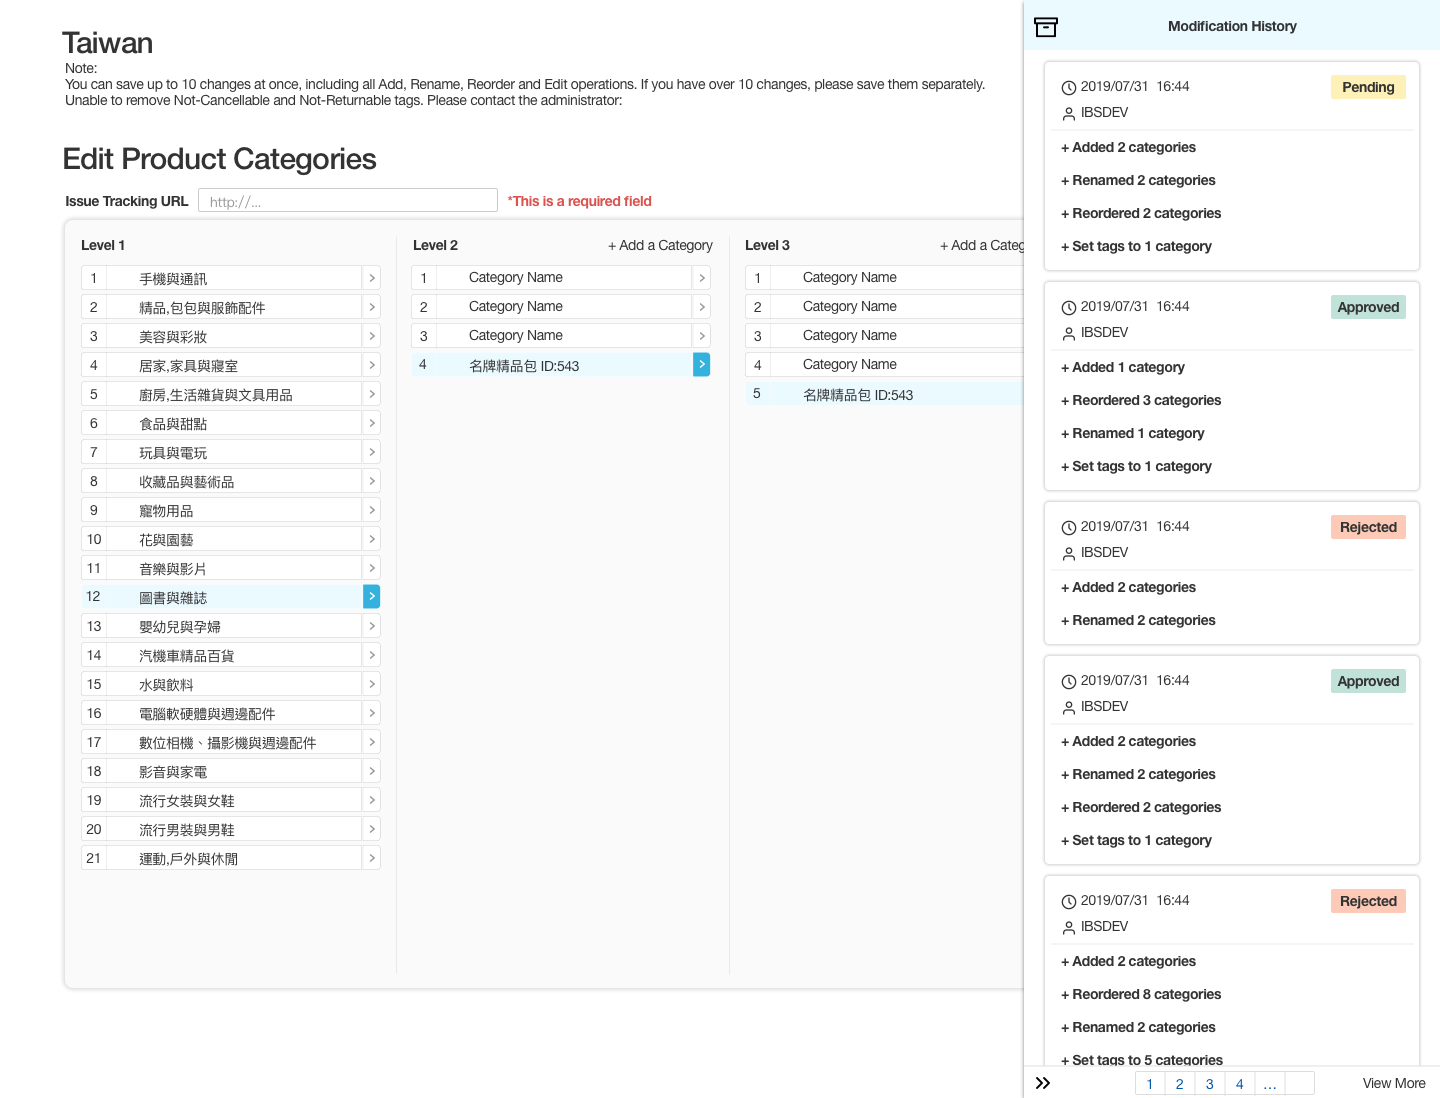 Taiwan
Note:
You can save up to 10 changes at once, including all Add, Rename, Reorder and Edit operations. If you have over 10 changes, please save them separately.
Unable to remove Not-Cancellable and Not-Returnable tags. Please contact the administrator:
Edit Product Categories
Issue Tracking URL http://... *This is a required field
Level 1
1 手機與通訊
2 精品,包包與服飾配件
3 美容與彩妝
4 居家,家具與寢室
5 廚房,生活雜貨與文具用品
6 食品與甜點
7 玩具與電玩
8 收藏品與藝術品
9 寵物用品
10 花與園藝
11 音樂與影片
12 圖書與雜誌
13 嬰幼兒與孕婦
14 汽機車精品百貨
15 水與飲料
16 電腦軟硬體與週邊配件
17 數位相機、攝影機與週邊配件
18 影音與家電
19 流行女裝與女鞋
20 流行男裝與男鞋
21 運動,戶外與休閒
Level 2 + Add a Category
1 Category Name
2 Category Name
3 Category Name
4 名牌精品包 ID:543
Level 3 + Add a Categ
1 Category Name
2 Category Name
3 Category Name
4 Category Name
5 名牌精品包 ID:543
Modification History
2019/07/31 16:44 Pending
IBSDEV
+ Added 2 categories
+ Renamed 2 categories
+ Reordered 2 categories
+ Set tags to 1 category
2019/07/31 16:44 Approved
IBSDEV
+ Added 1 category
+ Reordered 3 categories
+ Renamed 1 category
+ Set tags to 1 category
2019/07/31 16:44 Rejected
IBSDEV
+ Added 2 categories
+ Renamed 2 categories
2019/07/31 16:44 Approved
IBSDEV
+ Added 2 categories
+ Renamed 2 categories
+ Reordered 2 categories
+ Set tags to 1 category
2019/07/31 16:44 Rejected
IBSDEV
+ Added 2 categories
+ Reordered 8 categories
+ Renamed 2 categories
+ Set tags to 5 categories
1 2 3 4 ... View More